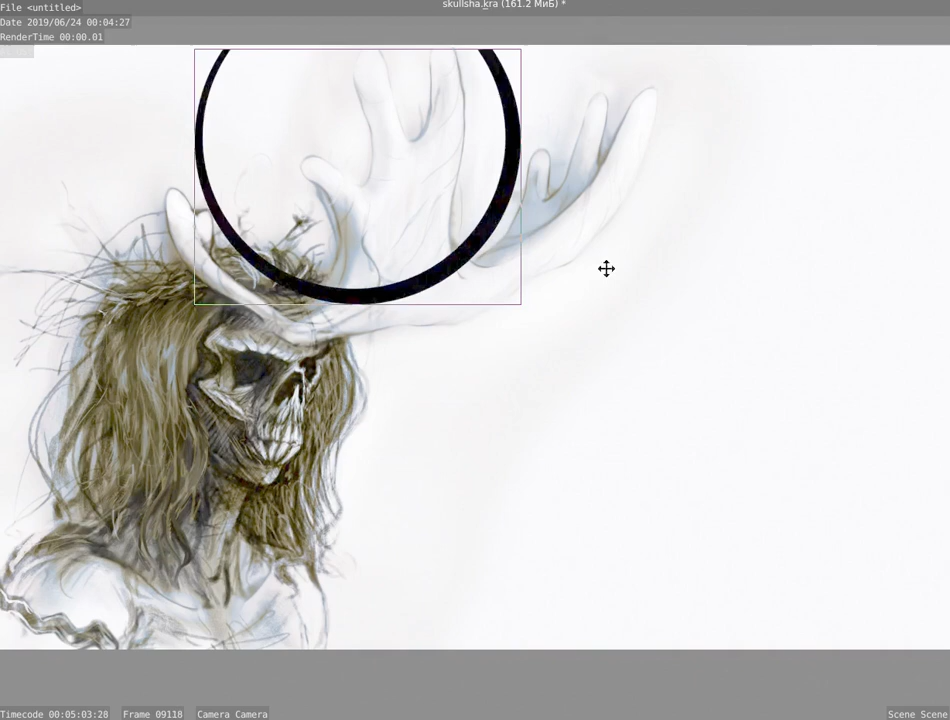 File <untitled>
skullsha.kra (161.2 МиБ) *
Date 2019/06/24 00:04:27
RenderTime 00:00.01
Timecode 00:05:03:28 Frame 09118 Camera Camera Scene Scene